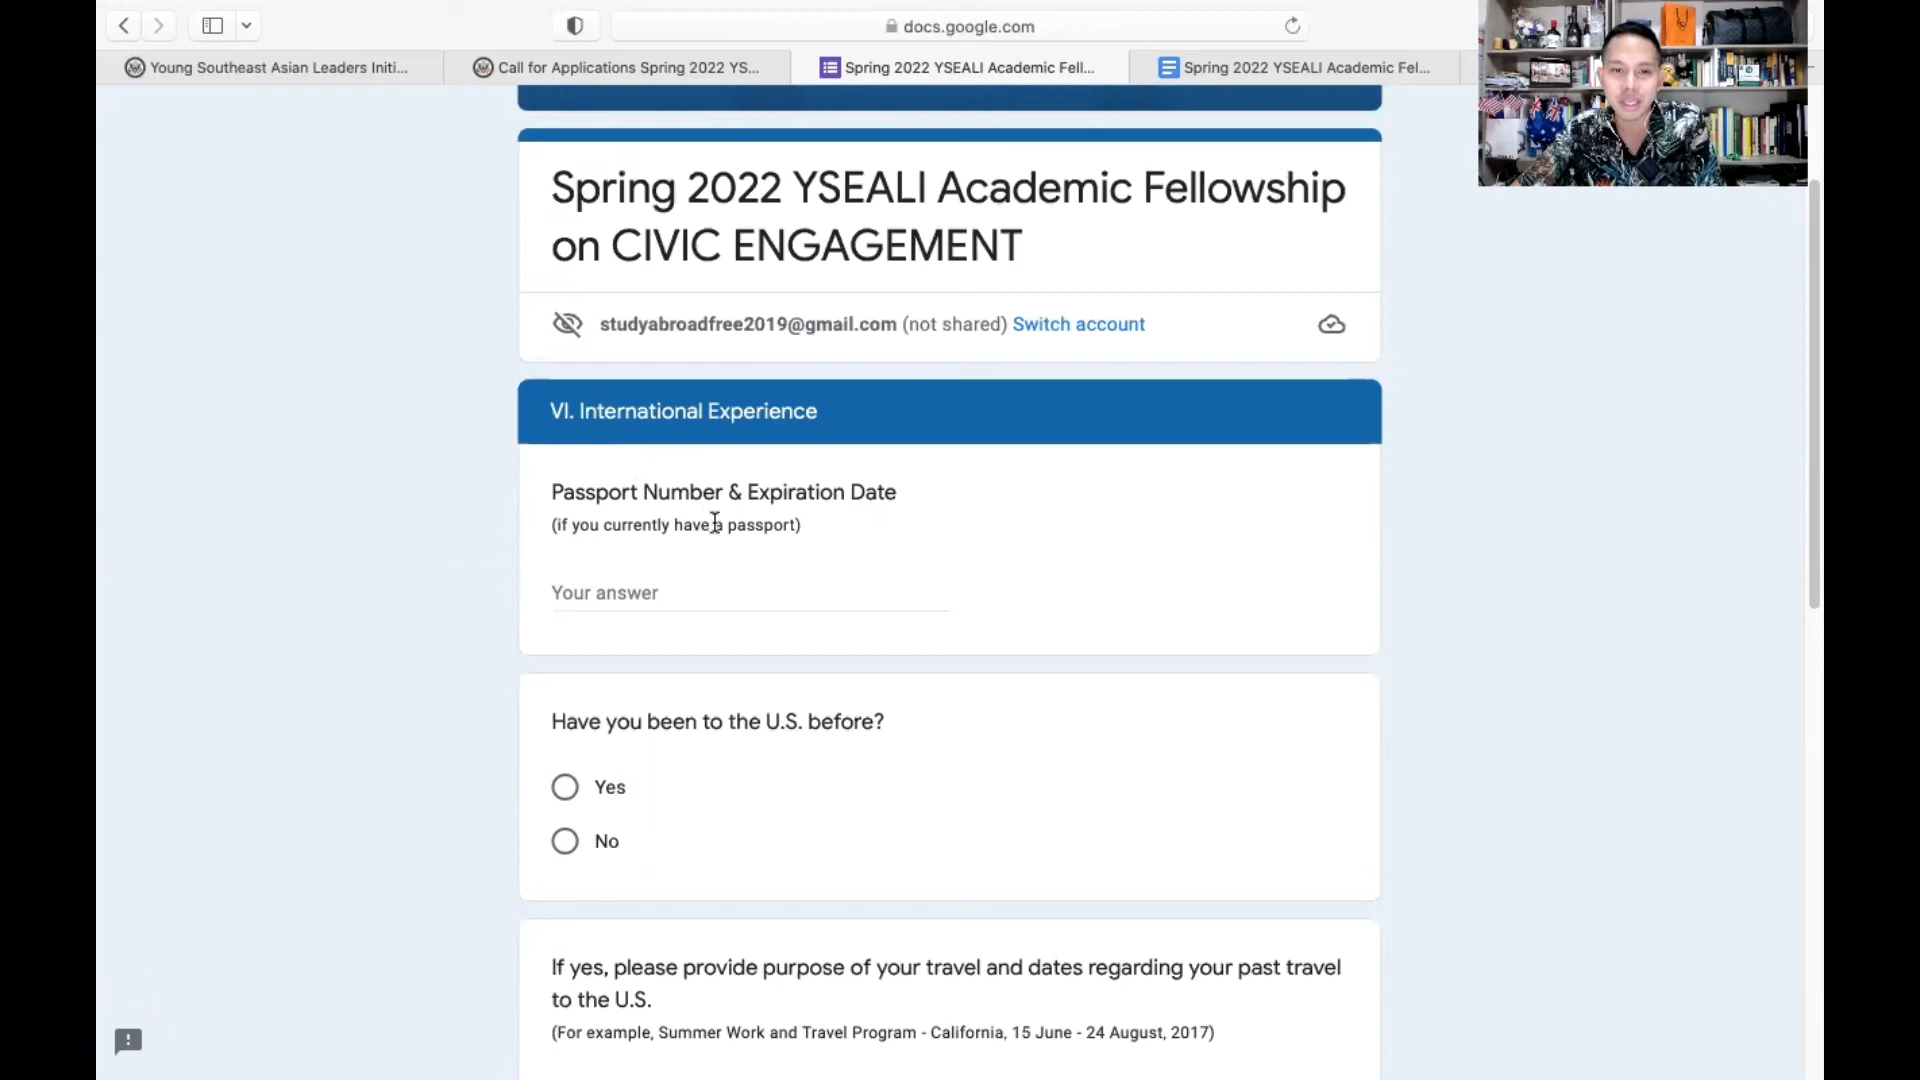 docs.google.com
Young Southeast Asian Leaders Initi...
Call for Applications Spring 2022 YS...
Spring 2022 YSEALI Academic Fell...
Spring 2022 YSEALI Academic Fel...
Spring 2022 YSEALI Academic Fellowship
on CIVIC ENGAGEMENT
studyabroadfree2019@gmail.com (not shared) Switch account
VI. International Experience
Passport Number & Expiration Date
(if you currently have a passport)
Your answer
Have you been to the U.S. before?
Yes
No
If yes, please provide purpose of your travel and dates regarding your past travel
to the U.S.
(For example, Summer Work and Travel Program - California, 15 June - 24 August, 2017)